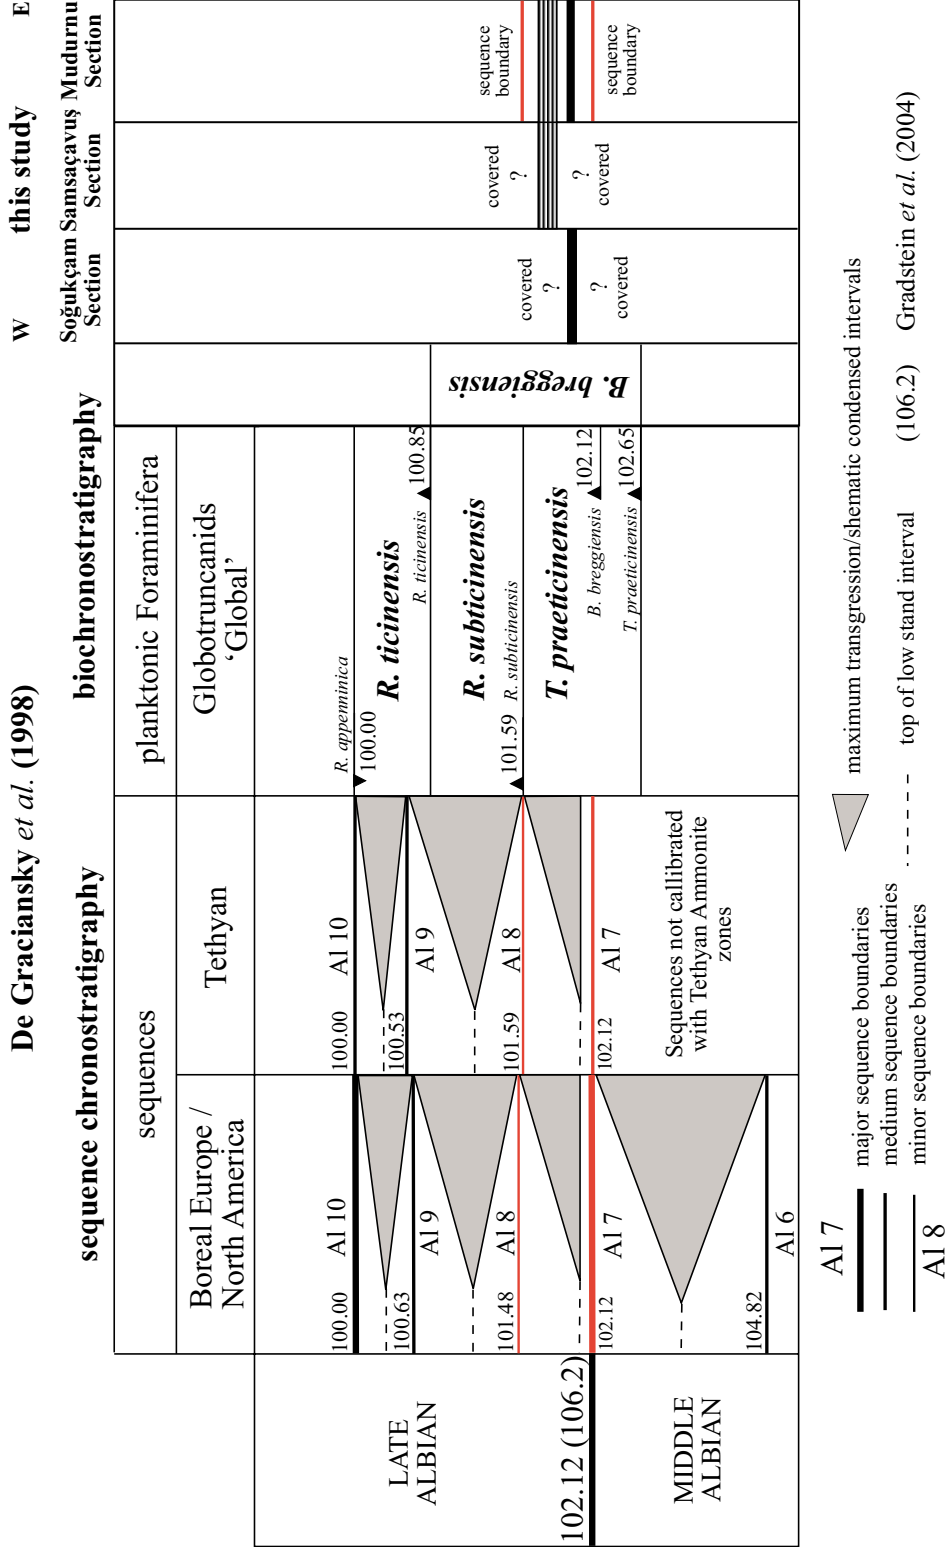 De Graciansky et al. (1998)
W this study E
sequence chronostratigraphy
biochronostratigraphy
Soğukçam
Section
Samsaçavuş
Section
Mudurnu
Section
sequences
planktonic Foraminifera
Boreal Europe /
North America
Tethyan
Globotruncanids
‘Global’
LATE
ALBIAN
102.12 (106.2)
MIDDLE
ALBIAN
100.00
Al 10
100.63
Al 9
101.48
Al 8
102.12
Al 7
104.82
Al 6
100.00
Al 10
100.53
Al 9
101.59
Al 8
102.12
Al 7
Sequences not callibrated
with Tethyan Ammonite
zones
R. appenninica
100.00
R. ticinensis
R. ticinensis
100.85
R. subticinensis
101.59
R. subticinensis
T. praeticinensis
B. breggiensis
102.12
T. praeticinensis
102.65
B. breggiensis
covered
?
?
covered
covered
?
?
covered
sequence
boundary
sequence
boundary
Al 7
major sequence boundaries
medium sequence boundaries
minor sequence boundaries
Al 8
maximum transgression/shematic condensed intervals
top of low stand interval
(106.2) Gradstein et al. (2004)